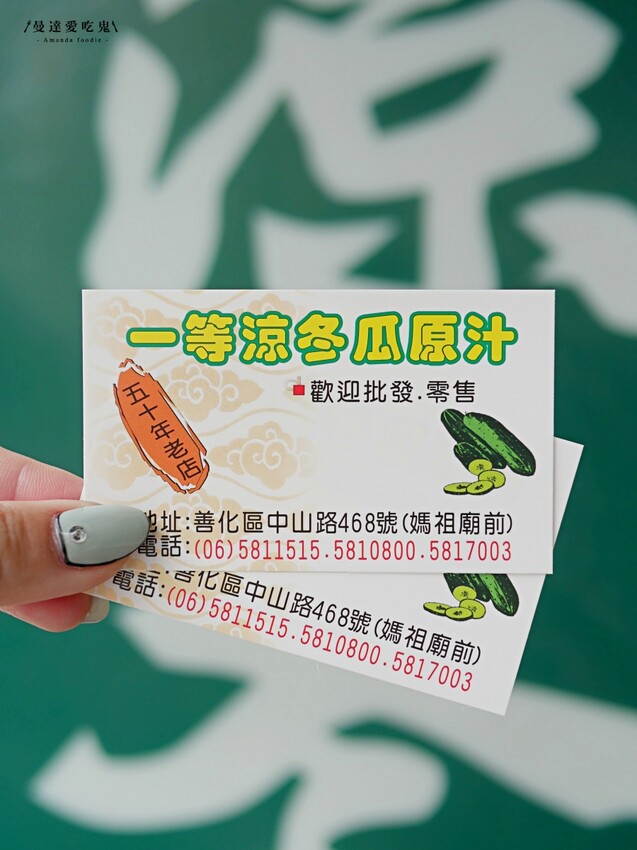 曼達愛吃鬼
- Amanda foodie -
一等涼冬瓜原汁
歡迎批發.零售
五十年老店
地址:善化區中山路468號(媽祖廟前)
電話:(06)5811515.5810800.5817003
善化區中山路468號(媽祖廟前)
電話:(06)5811515.5810800.5817003